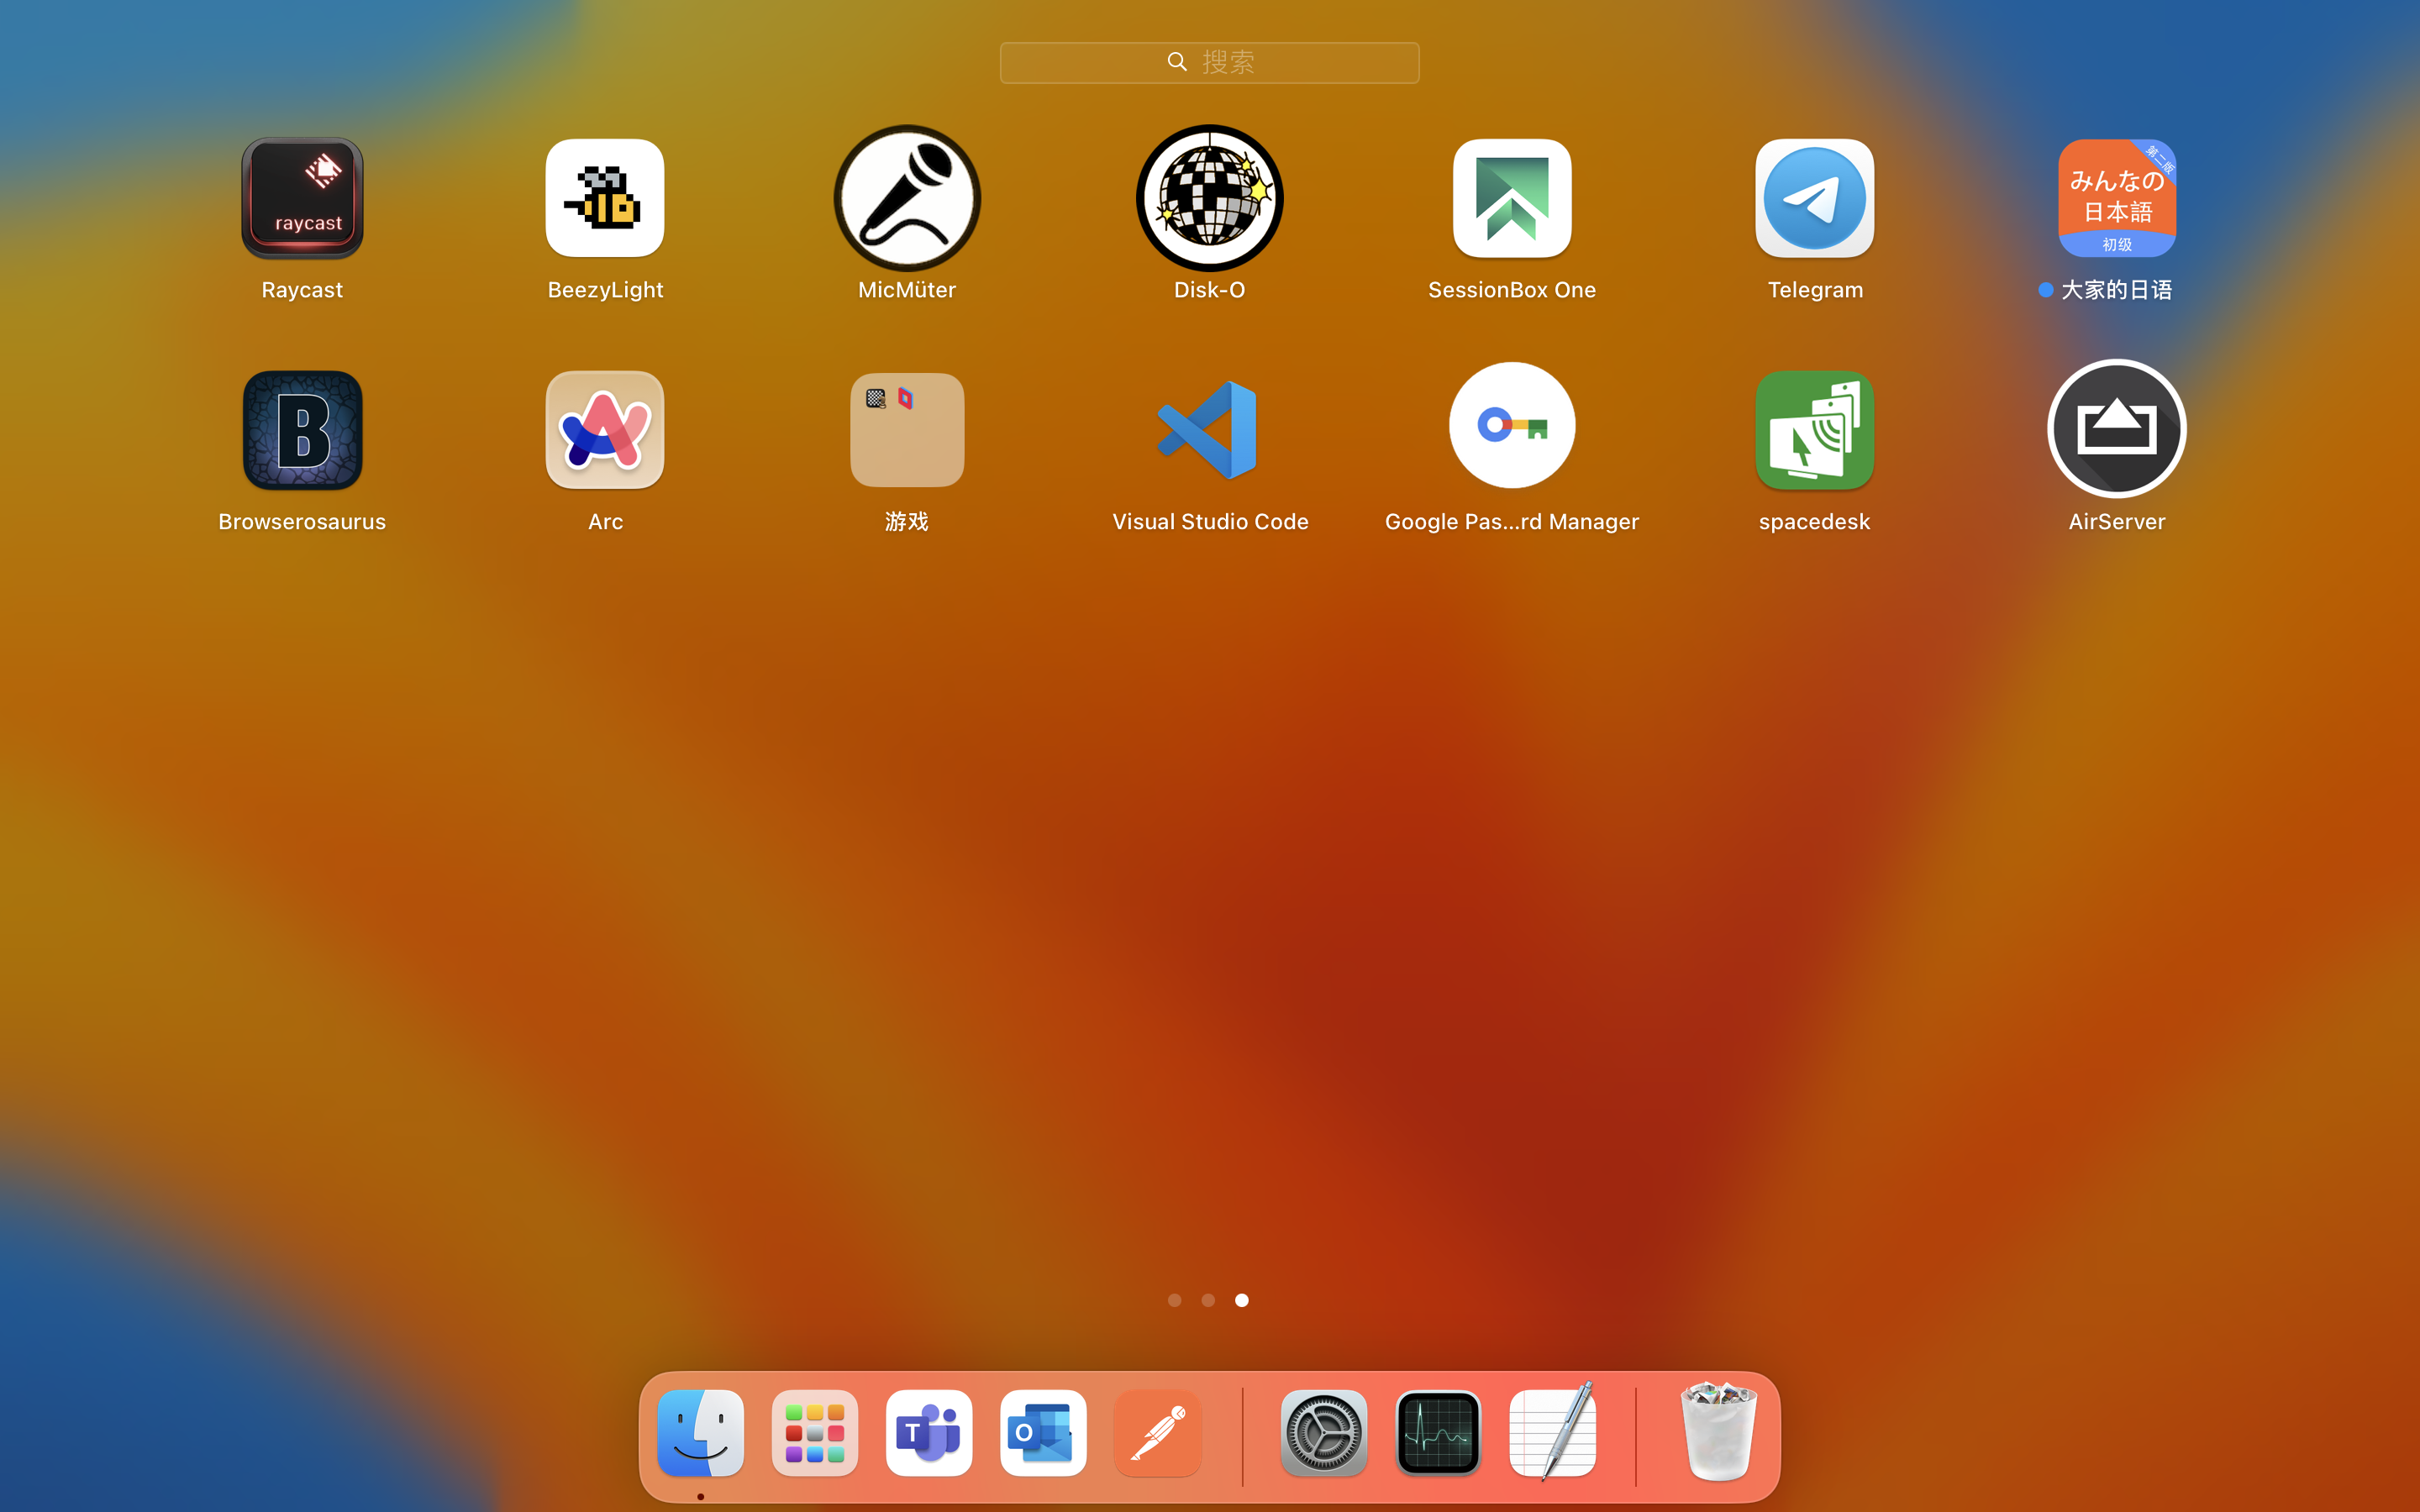 搜索
raycast
Raycast
BeezyLight
MicMüter
Disk-O
SessionBox One
Telegram
第二版
みんなの
日本語
初级
大家的日语
B
Browserosaurus
Arc
游戏
Visual Studio Code
Google Pas...rd Manager
spacedesk
AirServer
T
O